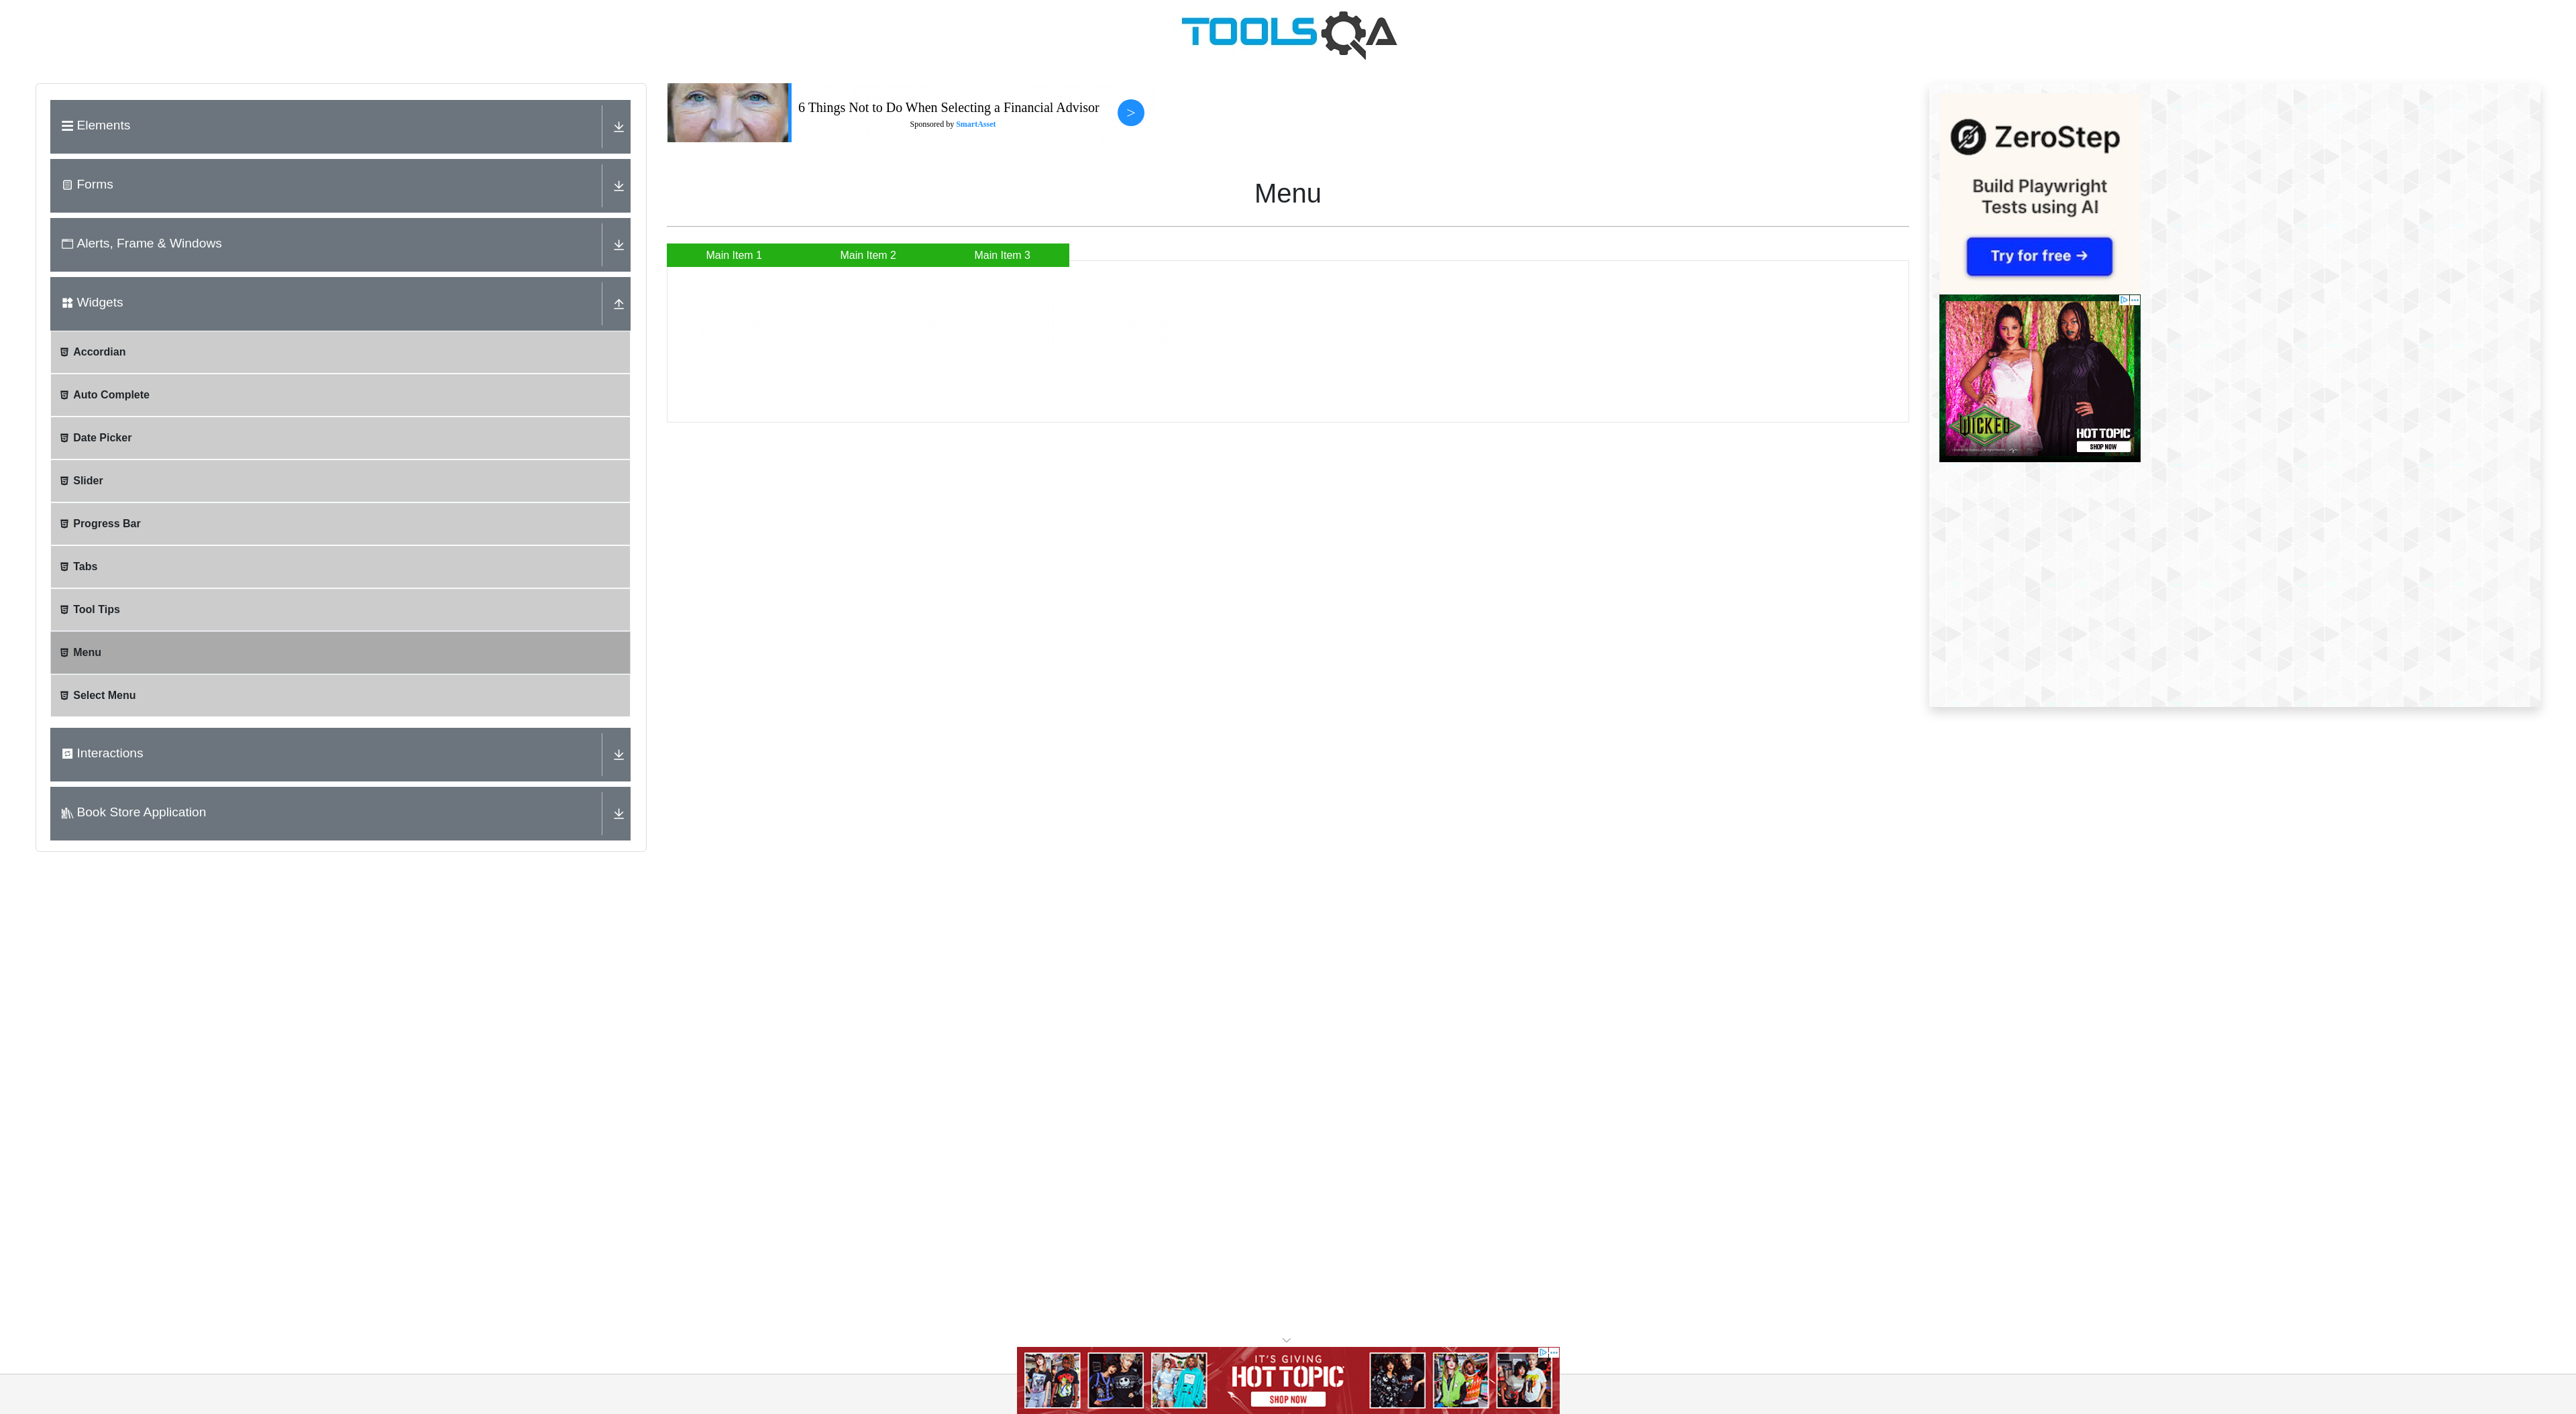 TOOLSQA
Elements
Forms
Alerts, Frame & Windows
Widgets
Accordian
Auto Complete
Date Picker
Slider
Progress Bar
Tabs
Tool Tips
Menu
Select Menu
Interactions
Book Store Application
6 Things Not to Do When Selecting a Financial Advisor
Sponsored by SmartAsset
>
Menu
Main Item 1 Main Item 2 Main Item 3
ZeroStep
Build Playwright
Tests using AI
Try for free →
WICKED
HOT TOPIC
SHOP NOW
IT'S GIVING
HOT TOPIC
SHOP NOW